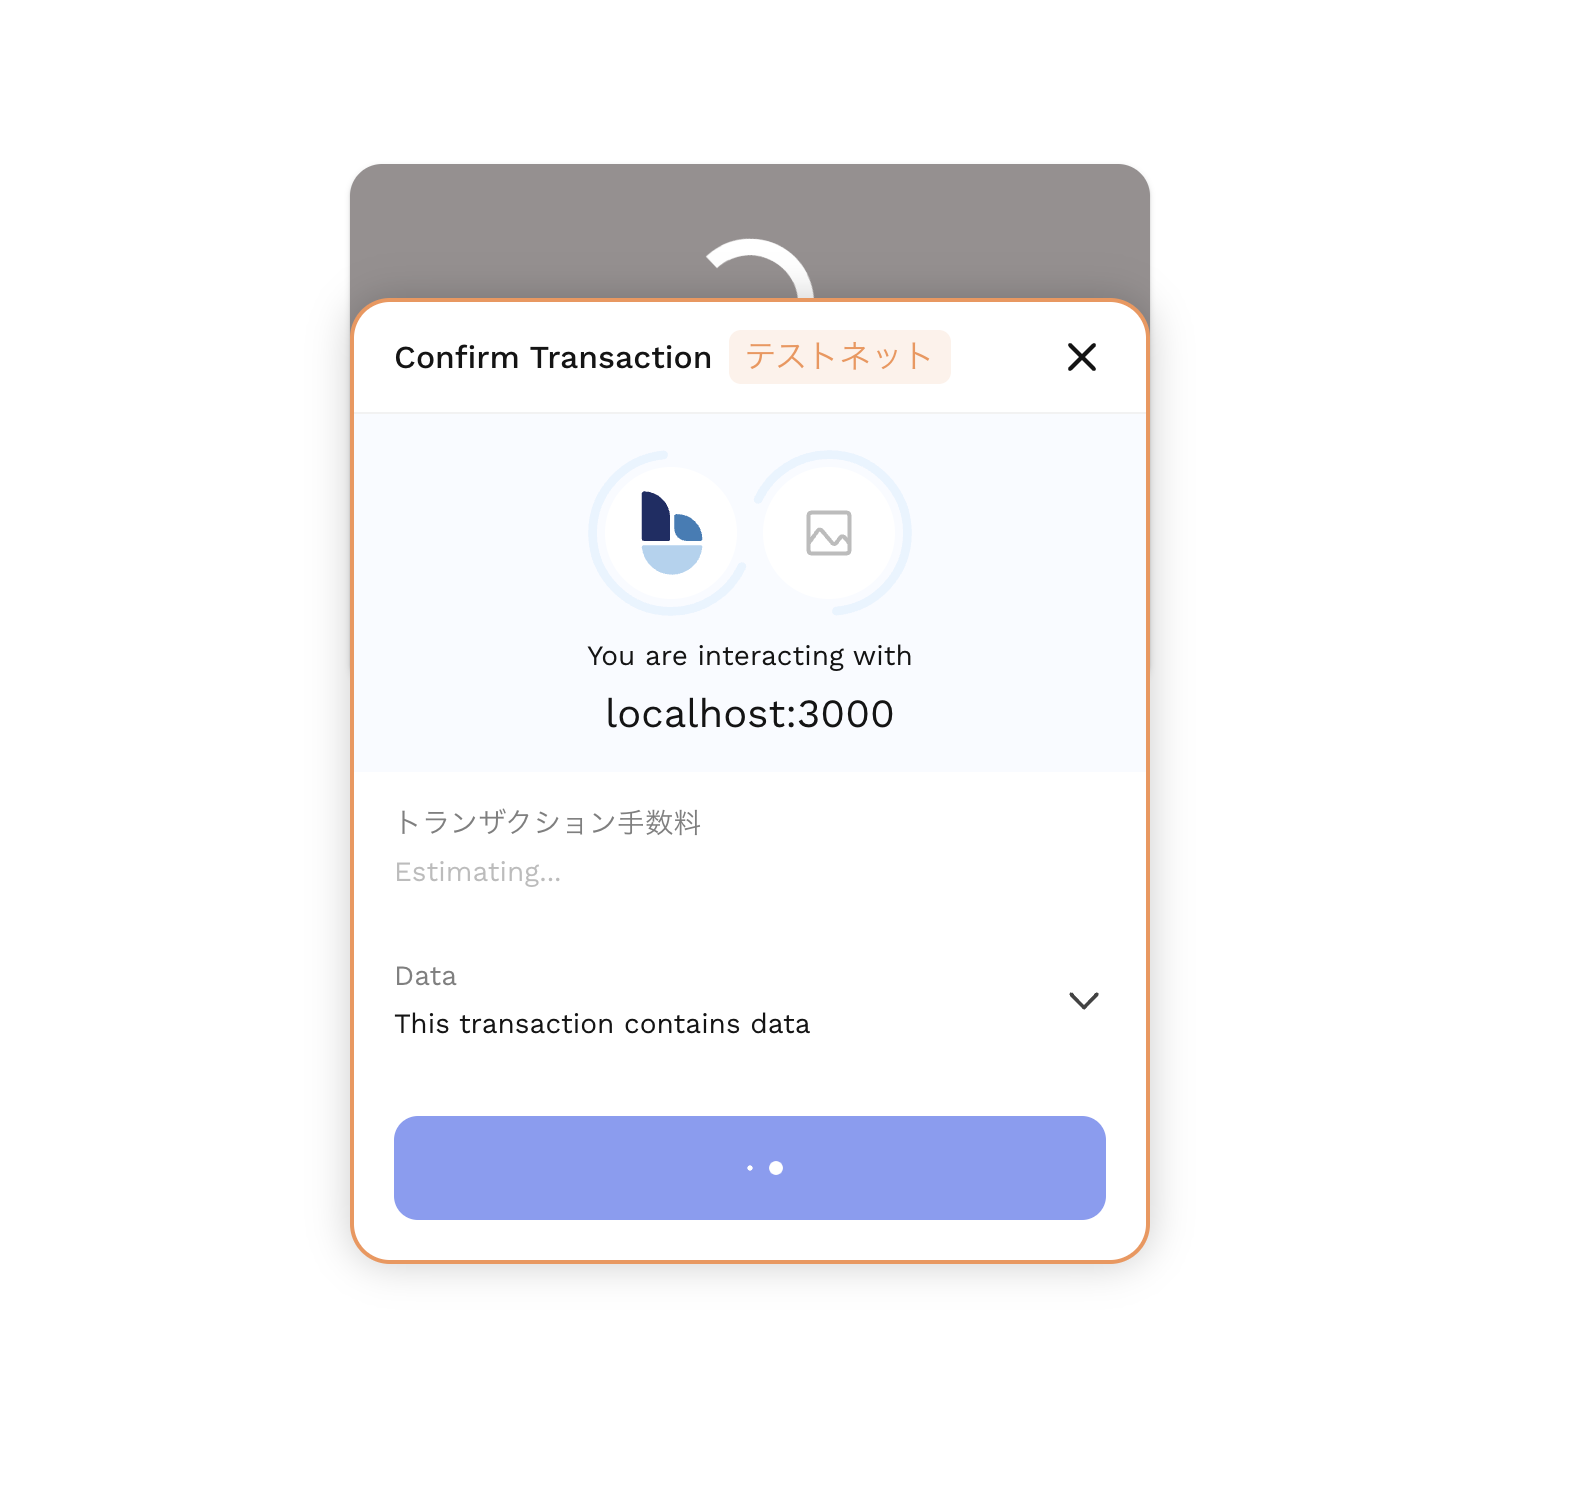 Confirm Transaction テストネット
You are interacting with
localhost:3000
トランザクション手数料
Estimating...
Data
This transaction contains data